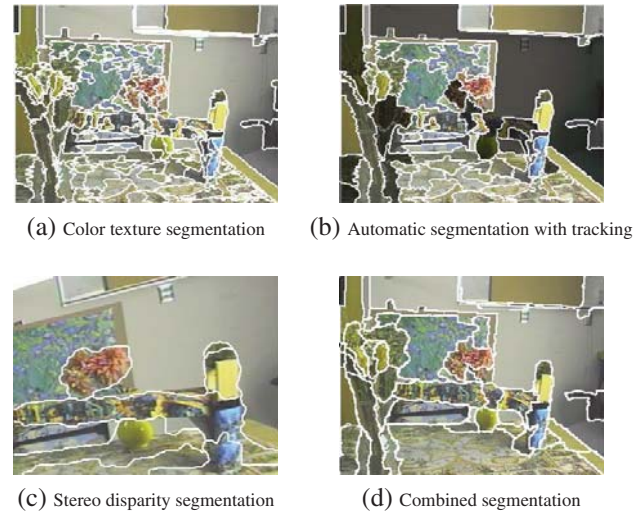 (a) Color texture segmentation
(b) Automatic segmentation with tracking
(c) Stereo disparity segmentation
(d) Combined segmentation